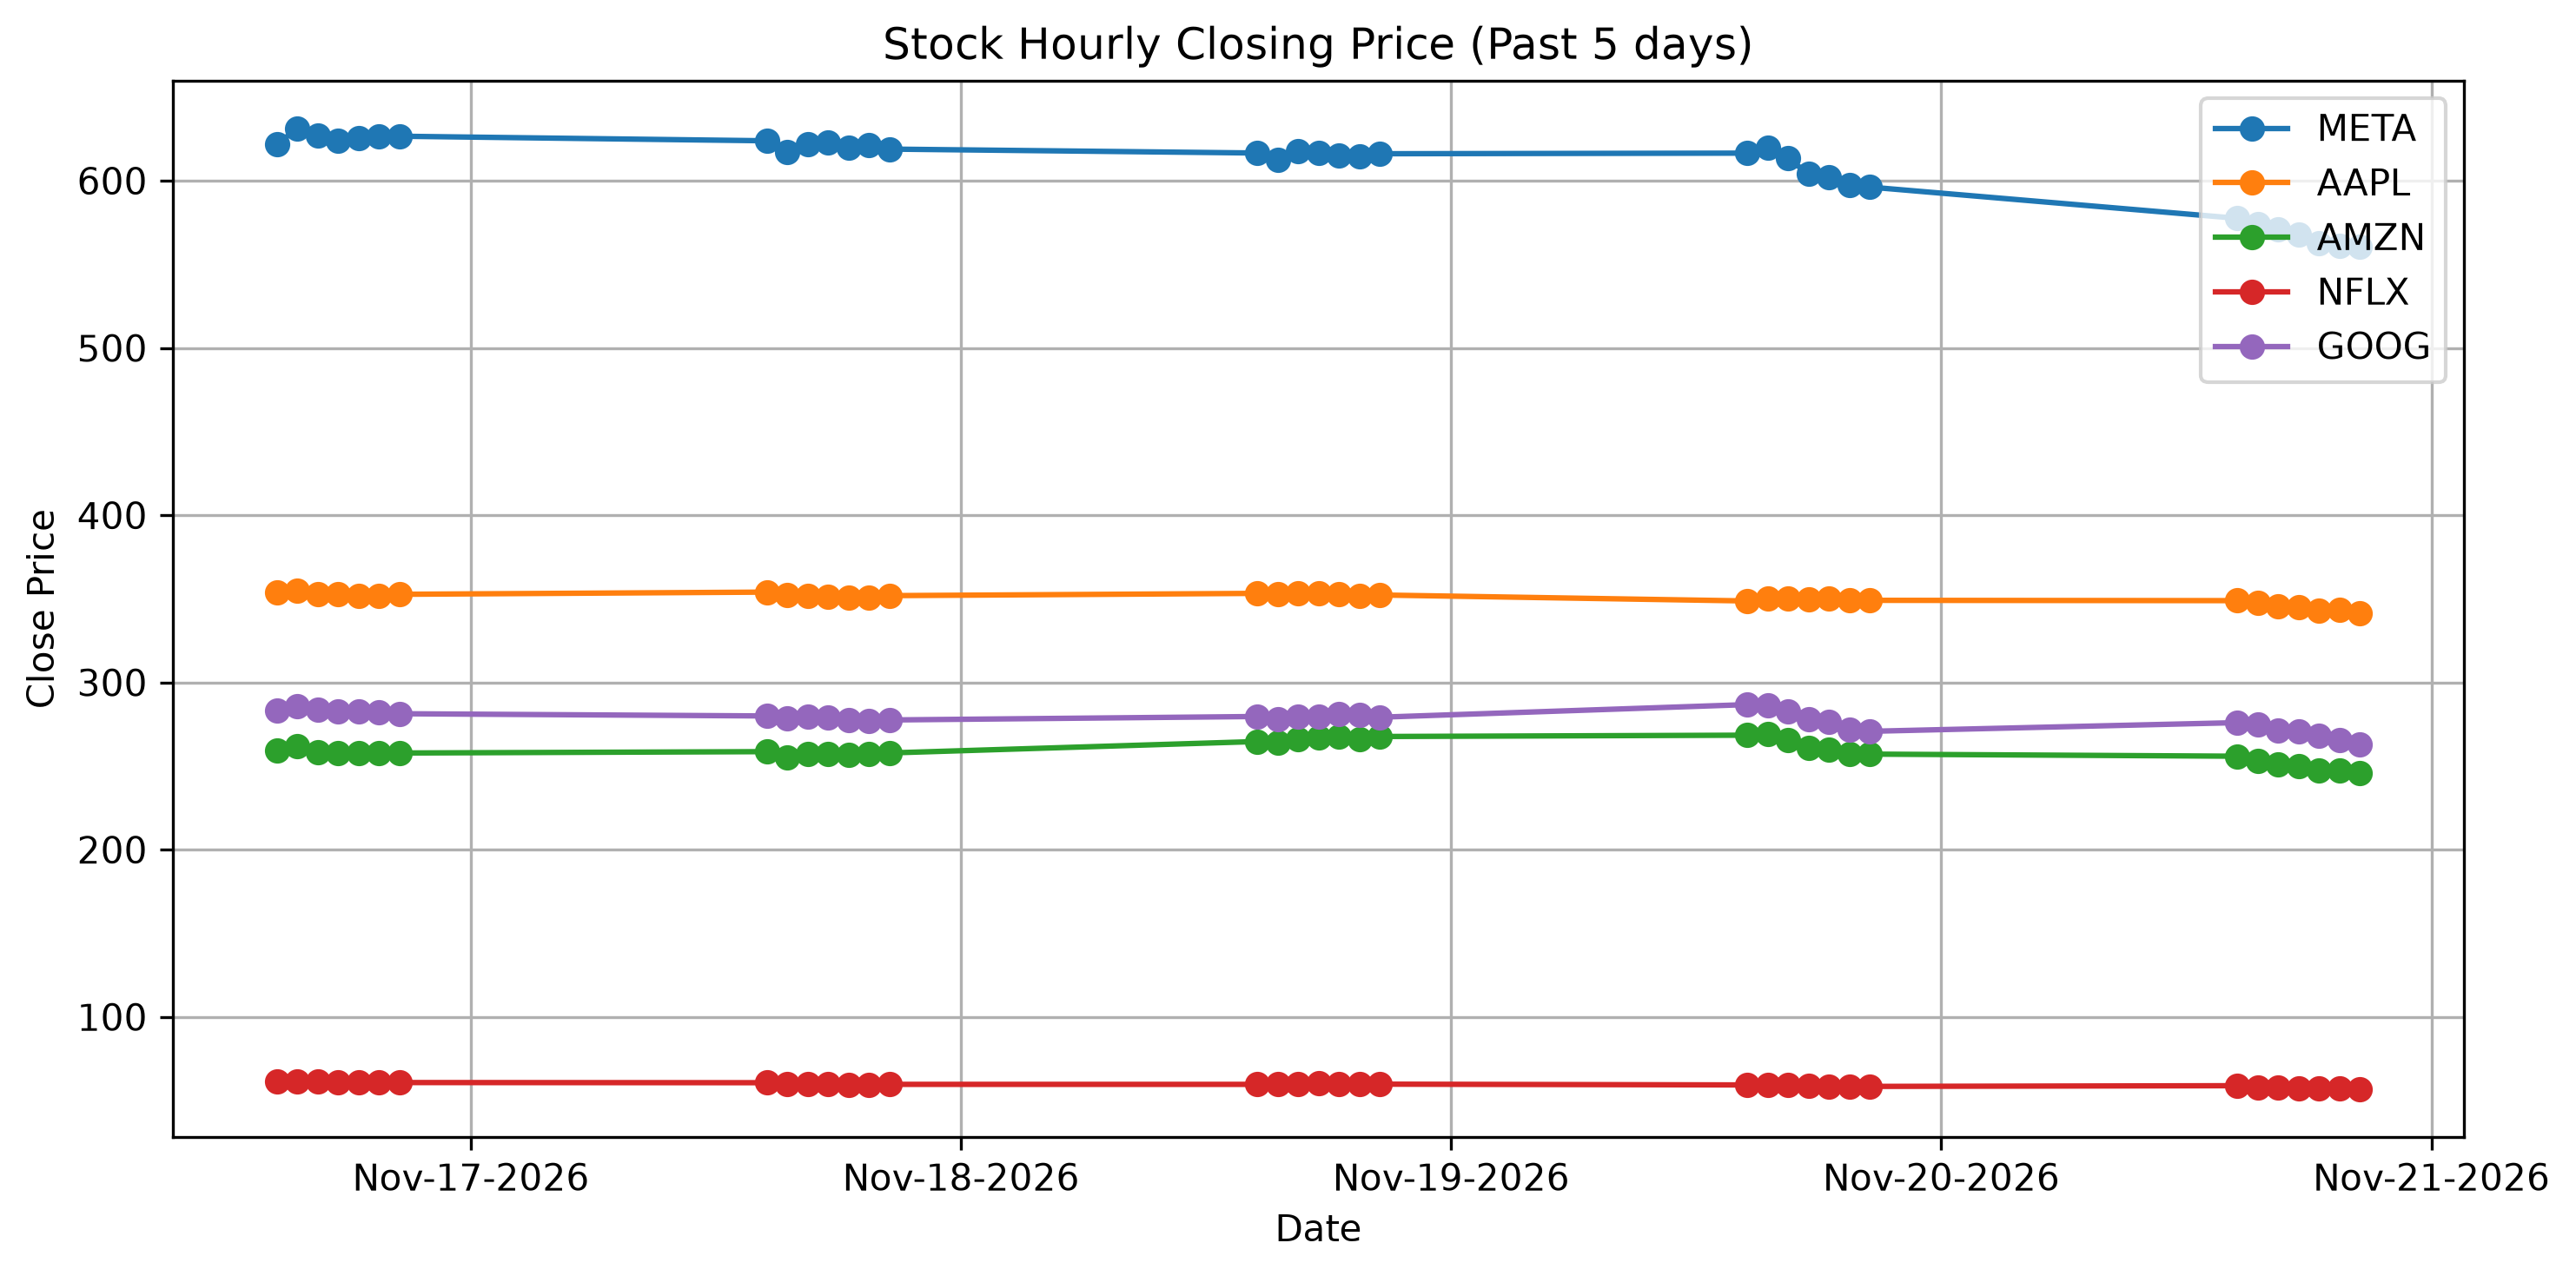 Stock Hourly Closing Price (Past 5 days)
META
AAPL
AMZN
NFLX
GOOG
600
500
400
300
200
100
Close Price
Nov-17-2026
Nov-18-2026
Nov-19-2026
Nov-20-2026
Nov-21-2026
Date